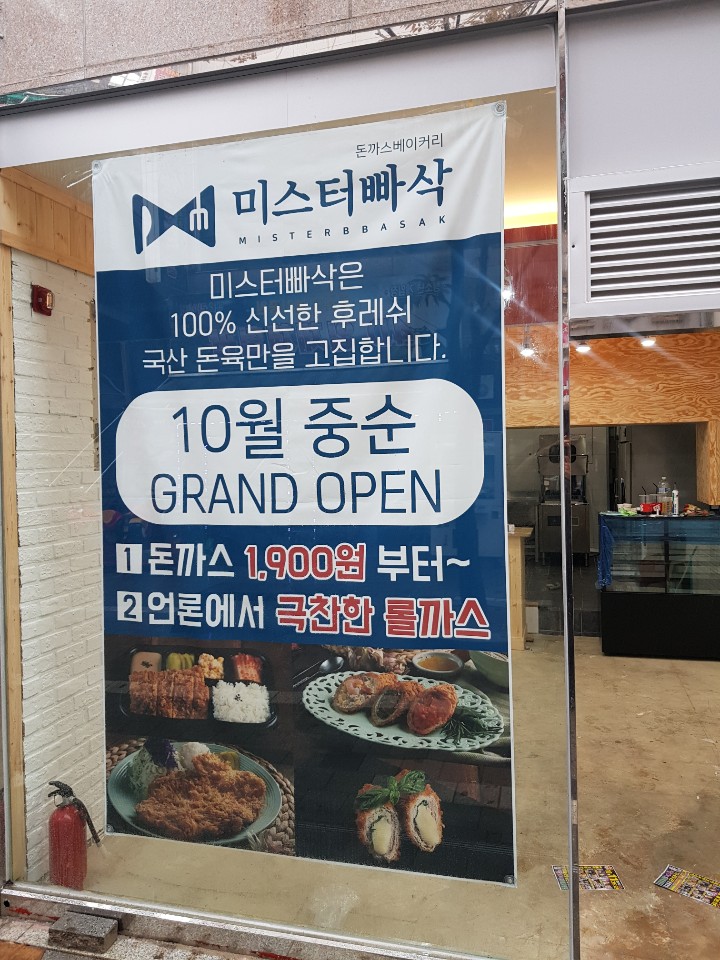 돈까스베이커리
미스터빠삭
MISTERBBASAK
미스터빠삭은
100% 신선한 후레쉬
국산 돈육만을 고집합니다.
10월 중순
GRAND OPEN
1 돈까스 1,900원 부터~
2 언론에서 극찬한 롤까스